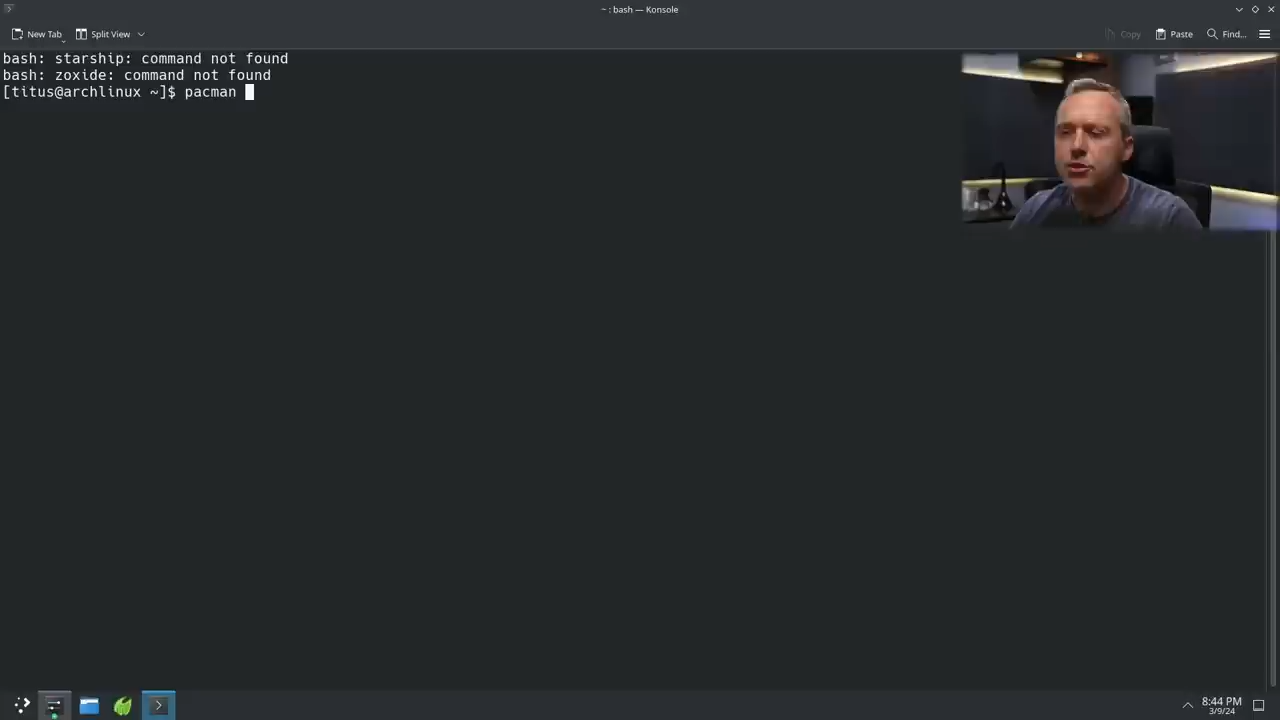 ~ : bash — Konsole
New Tab
Split View
Copy
Paste
Find...
bash: starship: command not found
bash: zoxide: command not found
[titus@archlinux ~]$ pacman
8:44 PM
3/9/24